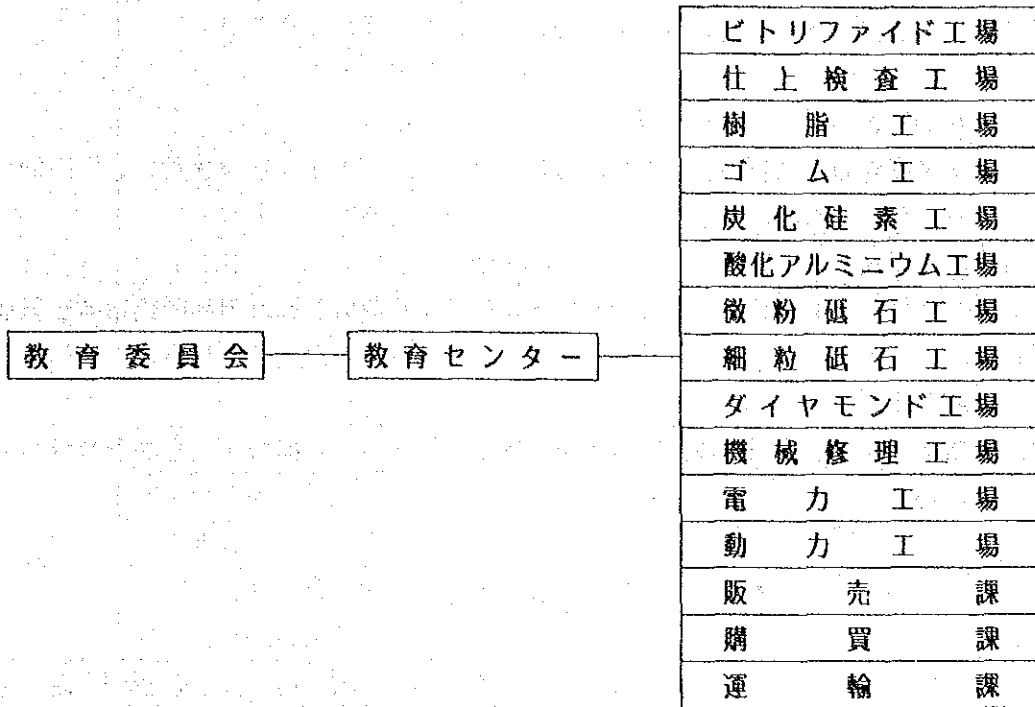 ビトリファイド工場
仕上検査工場
樹脂工場
ゴム工場
炭化硅素工場
酸化アルミニウム工場
微粉砥石工場
教育委員会
教育センター
細粒砥石工場
ダイヤモンド工場
機械修理工場
電力工場
動力工場
販売課
購買課
運輸課